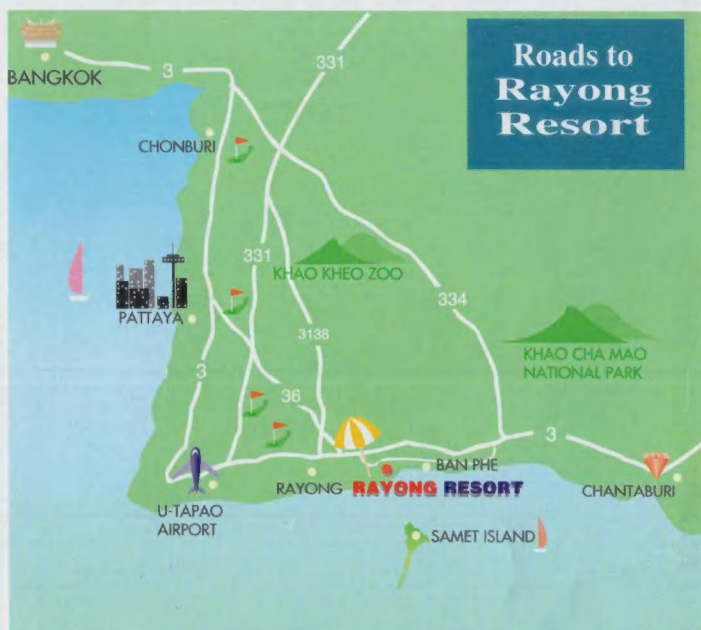 Roads to
Rayong
Resort
BANGKOK
3
331
CHONBURI
331
KHAO KHEO ZOO
334
PATTAYA
3138
KHAO CHA MAO
NATIONAL PARK
3
36
3
BAN PHE
RAYONG
RAYONG RESORT
CHANTABURI
U-TAPAO
AIRPORT
SAMET ISLAND